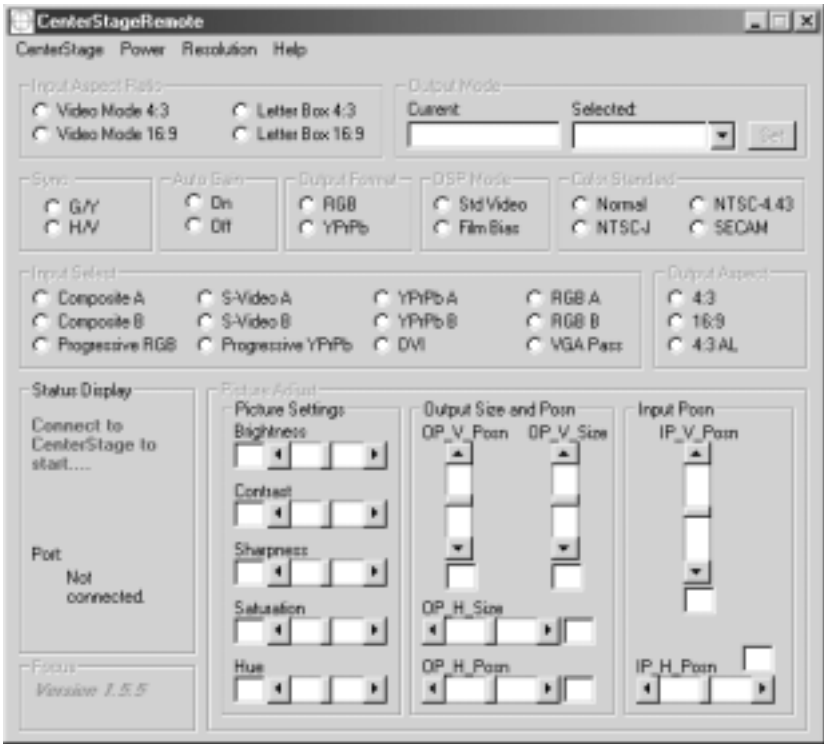 CenterStageRemote
CenterStage Power Resolution Help
Input Aspect Ratio
Video Mode 4:3
Letter Box 4:3
Video Mode 16:9
Letter Box 16:9
Output Mode
Current:
Selected:
Set
Sync
G/Y
H/V
Auto Gain
On
Off
Output Format
RGB
YPrPb
DSP Mode
Std Video
Film Bias
Color Standard
Normal
NTSC-4.43
NTSC-J
SECAM
Input Select
Composite A
S-Video A
YPrPb A
RGB A
Composite B
S-Video B
YPrPb B
RGB B
Progressive RGB
Progressive YPrPb
DVI
VGA Pass
Output Aspect
4:3
16:9
4:3 AL
Status Display
Connect to
CenterStage to
start....
Port:
Not
connected.
Focus
Version 1.5.5
Picture Adjust
Picture Settings
Brightness
Contrast
Sharpness
Saturation
Hue
Output Size and Posn
OP_V_Posn
OP_V_Size
OP_H_Size
OP_H_Posn
Input Posn
IP_V_Posn
IP_H_Posn